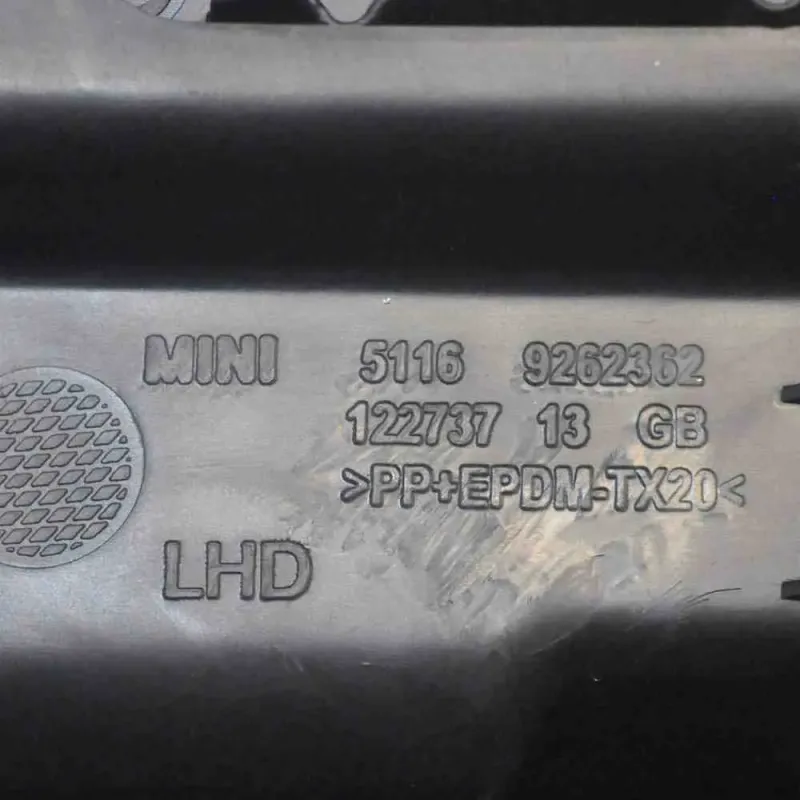 MINI 5116 9262362
122737 13 GB
>PP+EPDM-TX20<
LHD